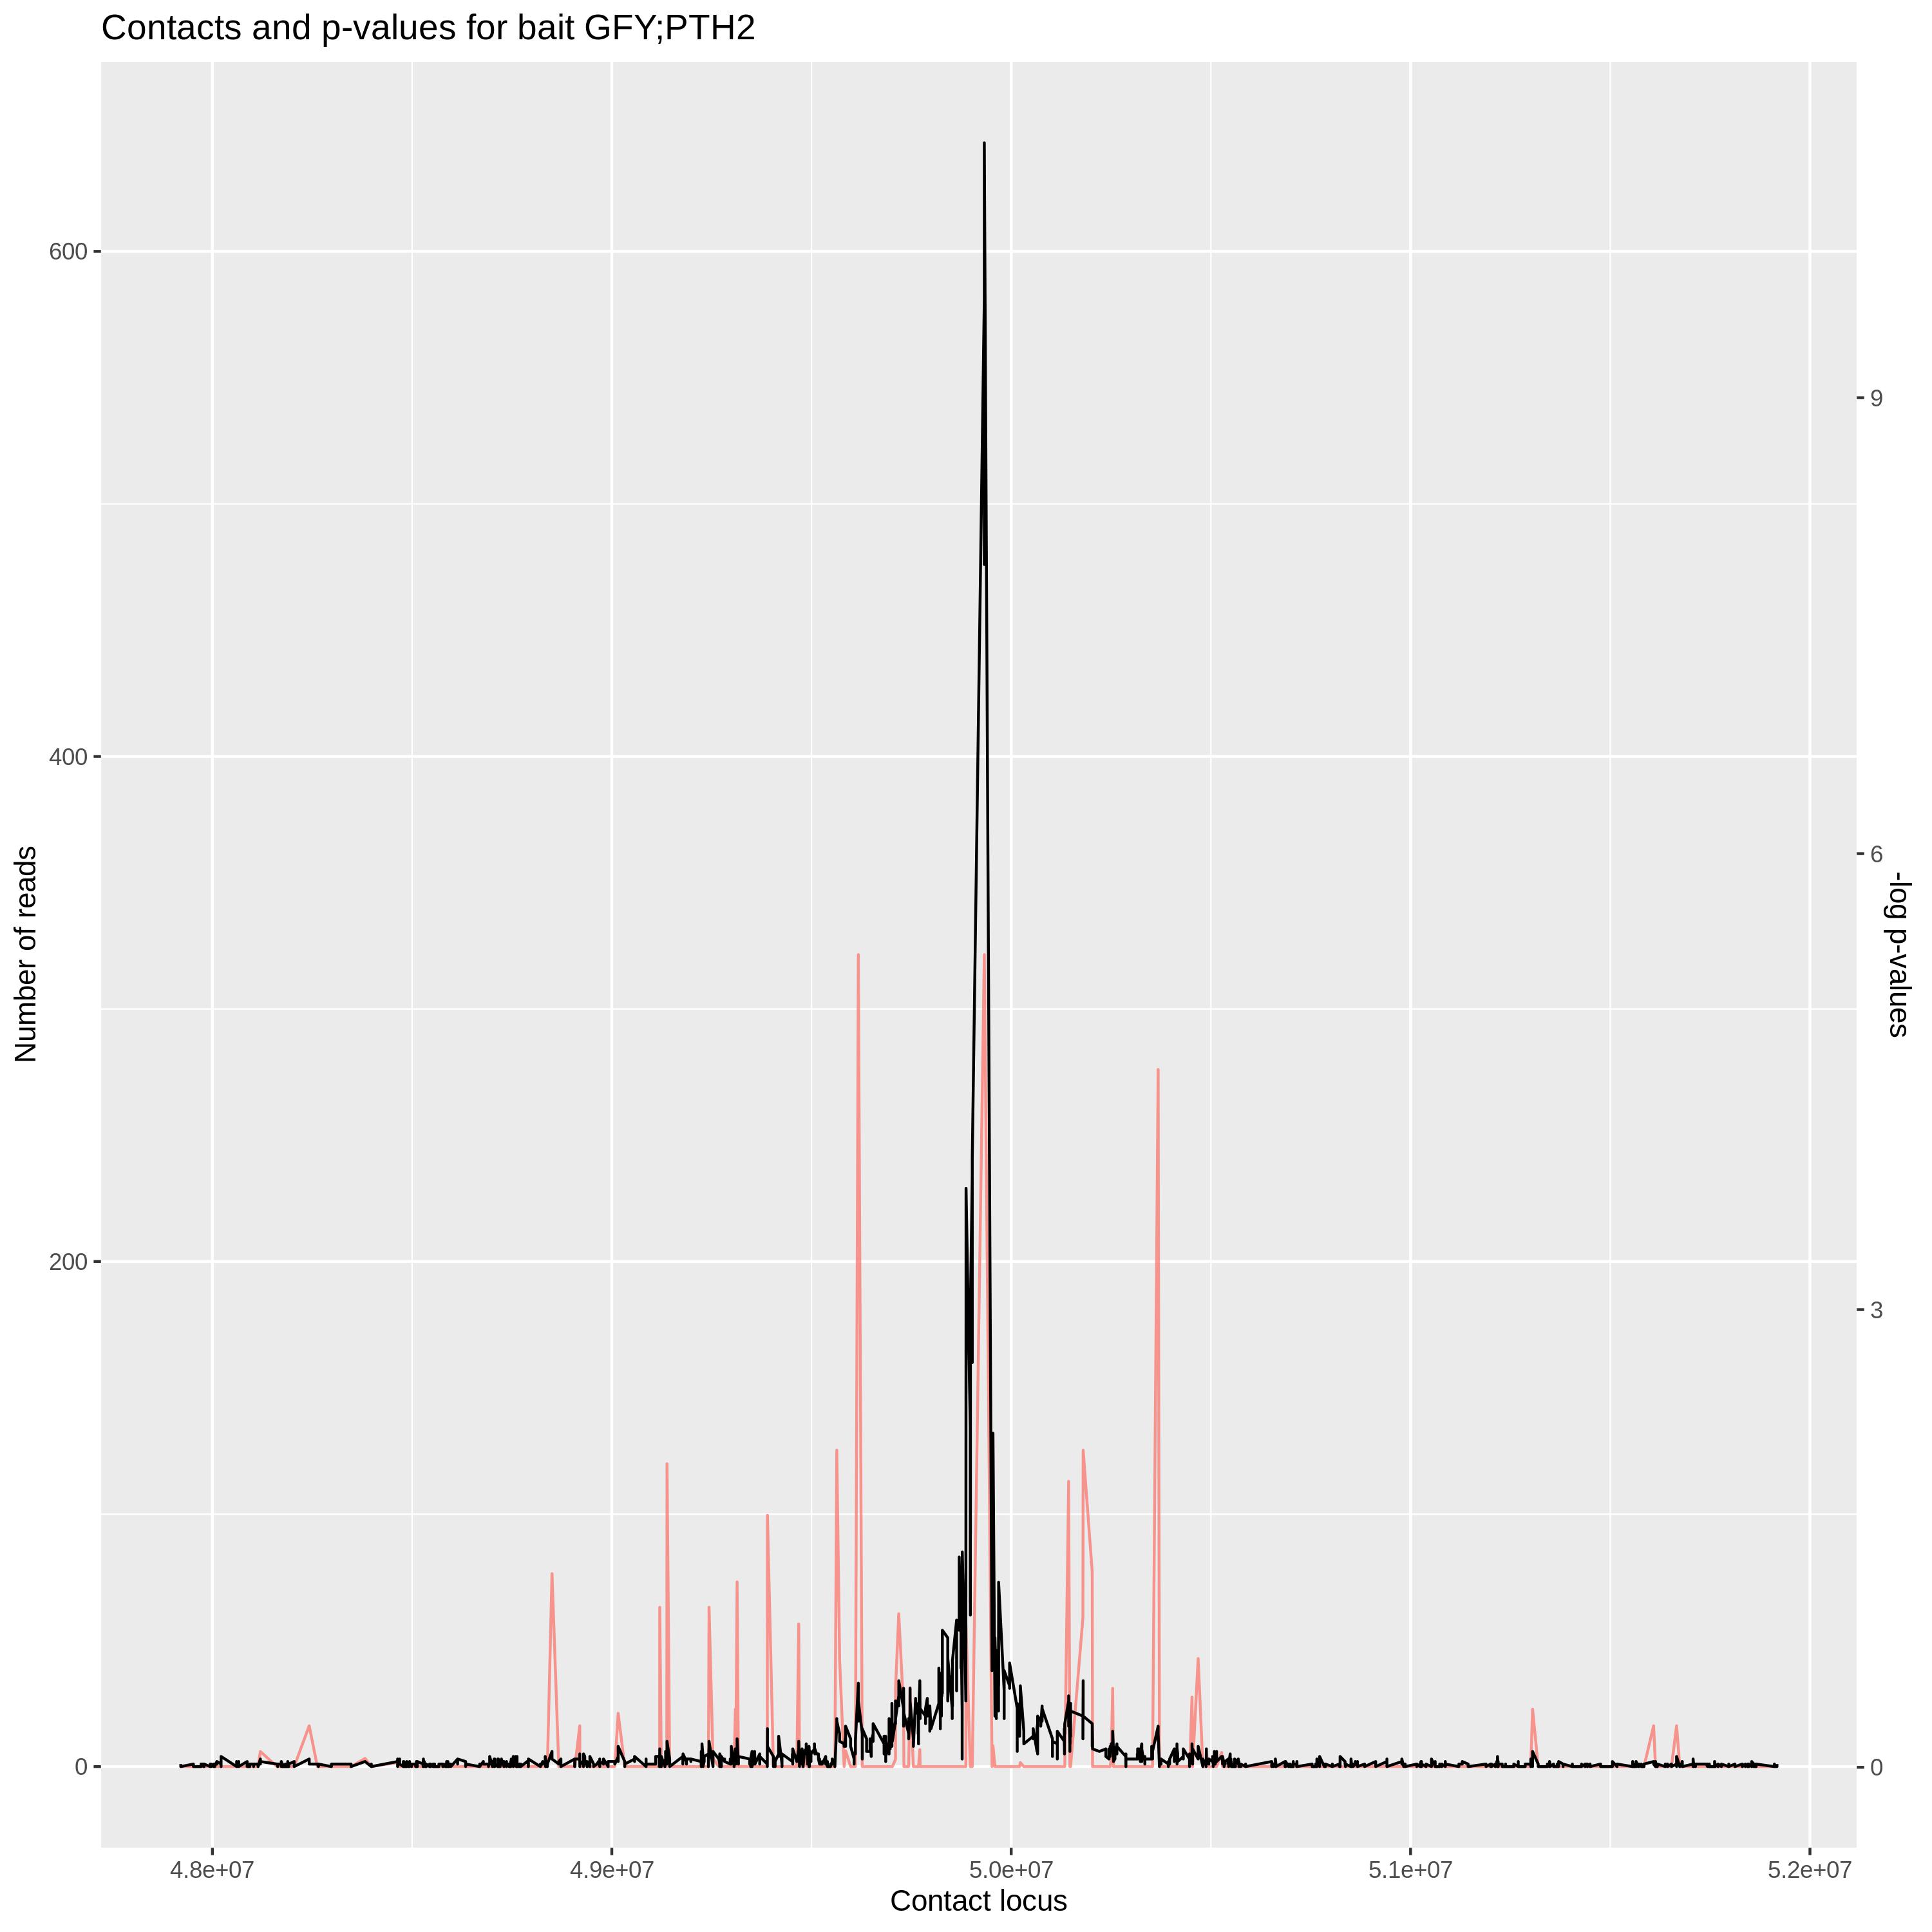 Contacts and p-values for bait GFY;PTH2
600
400
200
0
Number of reads
9
6
3
0
-log p-values
4.8e+07
4.9e+07
5.0e+07
5.1e+07
5.2e+07
Contact locus